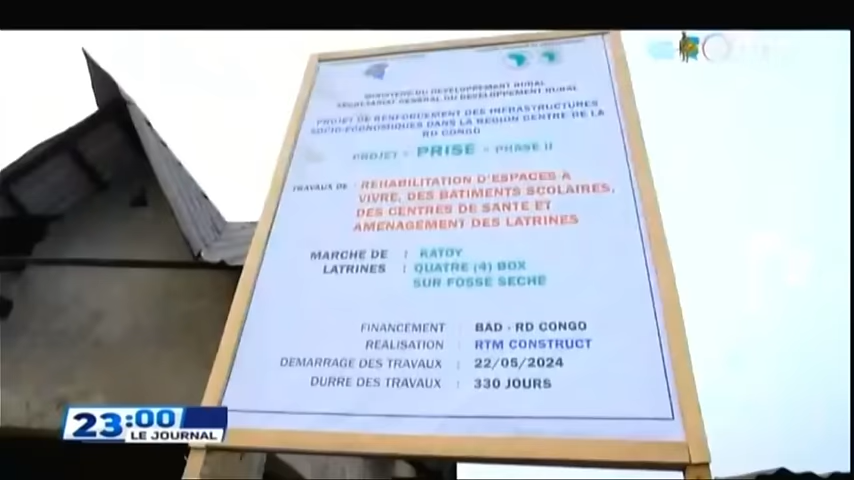 MINISTERE DU DEVELOPPEMENT RURAL
SECRETARIAT GENERAL DU DEVELOPPEMENT RURAL
PROJET DE RENFORCEMENT DES INFRASTRUCTURES
SOCIO-ECONOMIQUES DANS LA REGION CENTRE DE LA
RD CONGO
PROJET - PRISE - PHASE II
TRAVAUX DE : REHABILITATION D'ESPACES A
VIVRE, DES BATIMENTS SCOLAIRES,
DES CENTRES DE SANTE ET
AMENAGEMENT DES LATRINES
MARCHE DE : KATOY
LATRINES : QUATRE (4) BOX
SUR FOSSE SECHE
FINANCEMENT : BAD - RD CONGO
REALISATION : RTM CONSTRUCT
DEMARRAGE DES TRAVAUX : 22/05/2024
DURRE DES TRAVAUX : 330 JOURS
23:00
LE JOURNAL